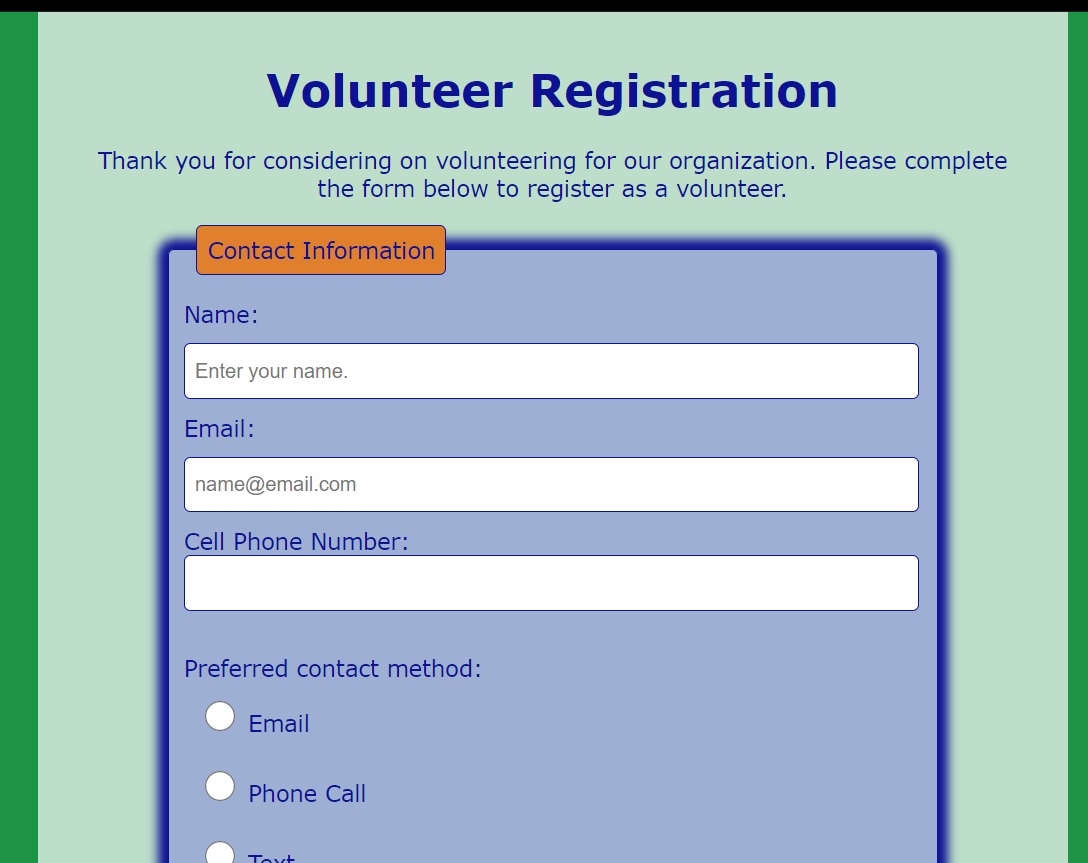 Volunteer Registration
Thank you for considering on volunteering for our organization. Please complete
the form below to register as a volunteer.
Contact Information
Name:
Enter your name.
Email:
name@email.com
Cell Phone Number:
Preferred contact method:
Email
Phone Call
Text